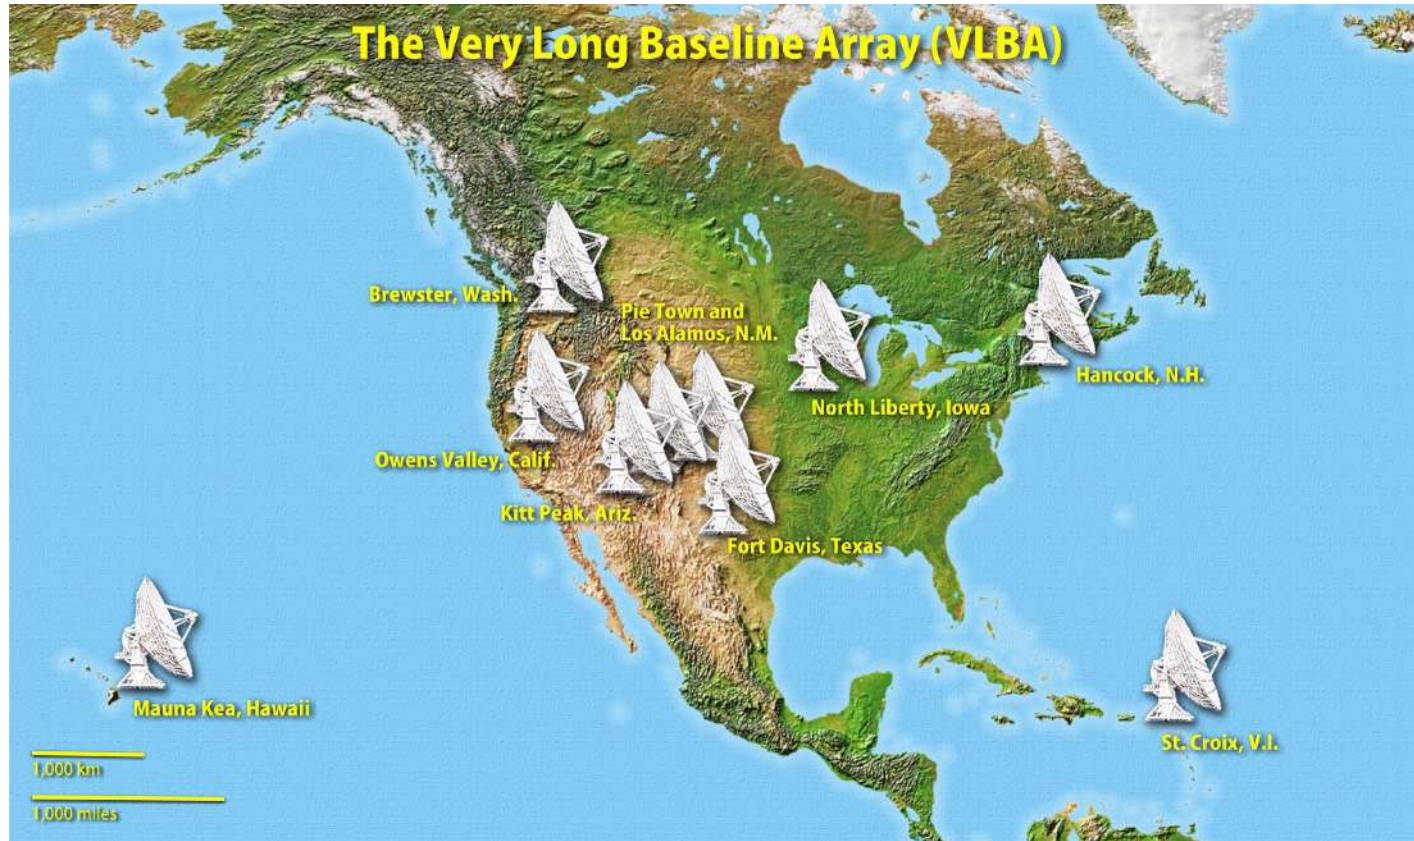 The Very Long Baseline Array (VLBA)
Brewster, Wash.
Pie Town and
Los Alamos, N.M.
Hancock, N.H.
North Liberty, Iowa
Owens Valley, Calif.
Kitt Peak, Ariz.
Fort Davis, Texas
Mauna Kea, Hawaii
St. Croix, V.I.
1,000 km
1,000 miles